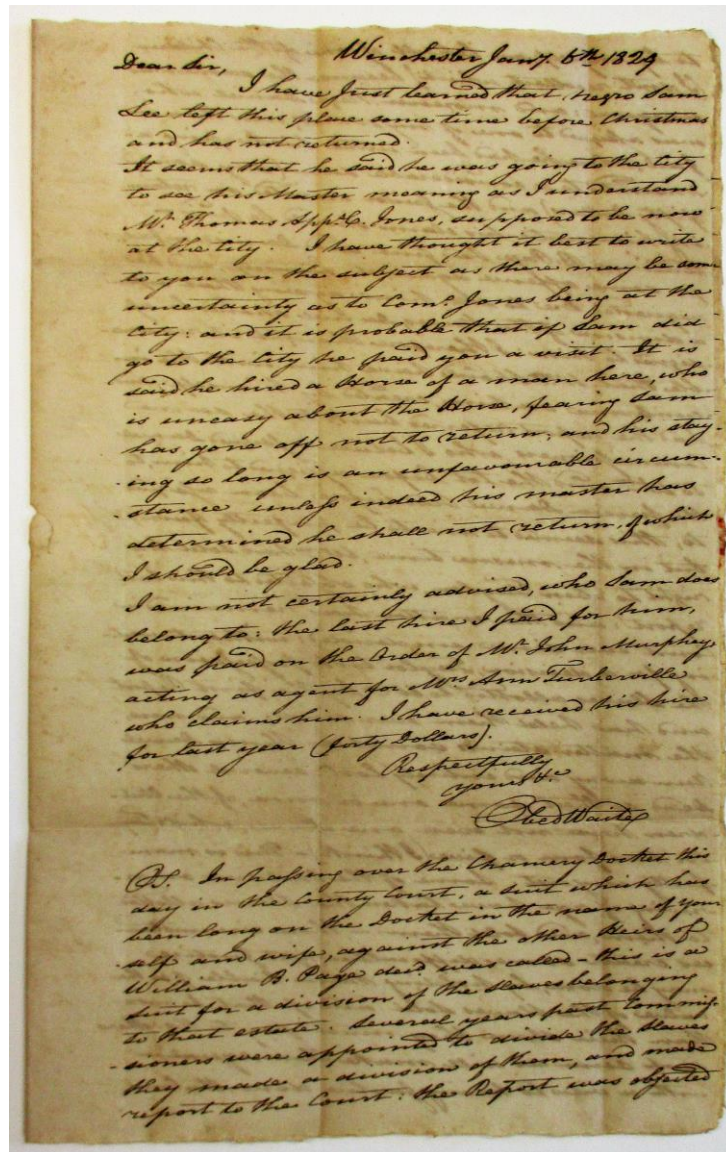 Winchester Jany. 6th 1829
Dear Sir,
I have Just learned that, negro Sam
Lee left this place some time before Christmas
and has not returned.
It seems that he said he was going to the City
to see his Master meaning as I understand
Mr. Thomas Apps. C. Jones, supposed to be now
at the City. I have thought it best to write
to you on the subject as there may be some
uncertainty as to Como. Jones being at the
City: and it is probable that if Sam did
go to the City he paid you a visit. It is
said he hired a Horse of a man here, who
is uneasy about the Horse, fearing Sam
has gone off not to return, and his stay-
-ing so long is an unfavourable circum-
-stance unless indeed his master has
determined he shall not return, of which
I should be glad.
I am not certainly advised, who Sam does
belong to: the last hire I paid for him,
was paid on the Order of Mr. John Murphey
acting as agent for Mrs Ann Turberville
who claims him. I have received his hire
for last year (forty Dollars).
Respectfully
yours &c
Obed Waite
PS. In passing over the Chancery Docket this
day in the County Court, a suit which has
been long on the Docket in the name of your
-self and wife, against the other Heirs of
William B. Page decd. was called - this is a
suit for a division of the Slaves belonging
to that estate. Several years past Commis-
-sioners were appointed to divide the Slaves
they made a division of them, and made
report to the Court: the Report was objected